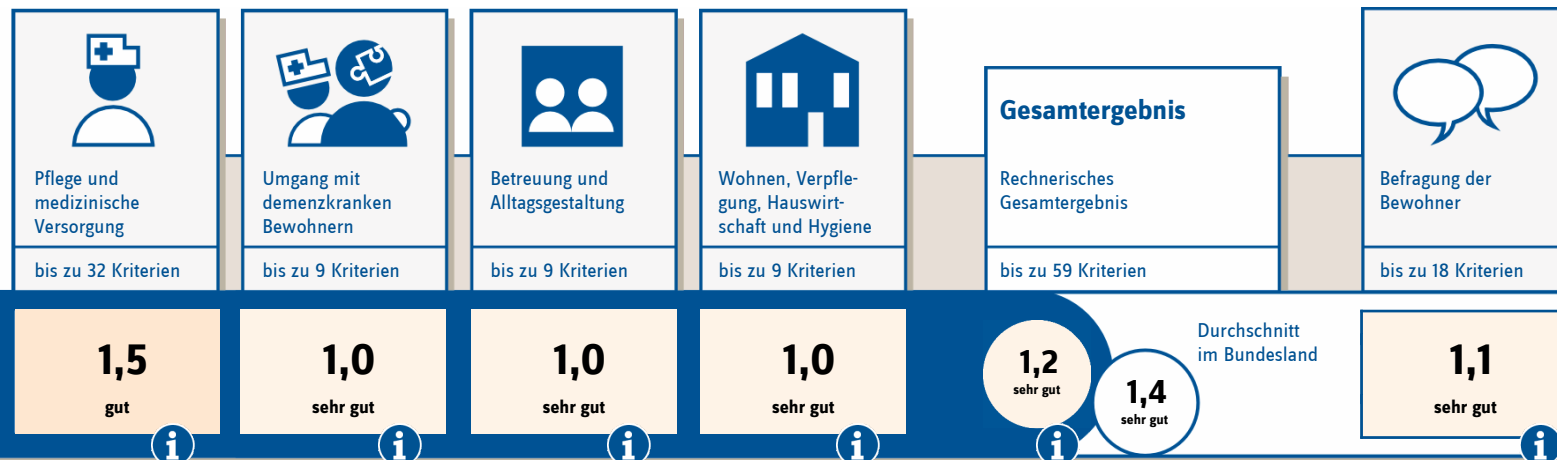 Pflege und
medizinische
Versorgung
bis zu 32 Kriterien
1,5
gut
Umgang mit
demenzkranken
Bewohnern
bis zu 9 Kriterien
1,0
sehr gut
Betreuung und
Alltagsgestaltung
bis zu 9 Kriterien
1,0
sehr gut
Wohnen, Verpfle-
gung, Hauswirt-
schaft und Hygiene
bis zu 9 Kriterien
1,0
sehr gut
Gesamtergebnis
Rechnerisches
Gesamtergebnis
bis zu 59 Kriterien
1,2
sehr gut
Durchschnitt
im Bundesland
1,4
sehr gut
Befragung der
Bewohner
bis zu 18 Kriterien
1,1
sehr gut